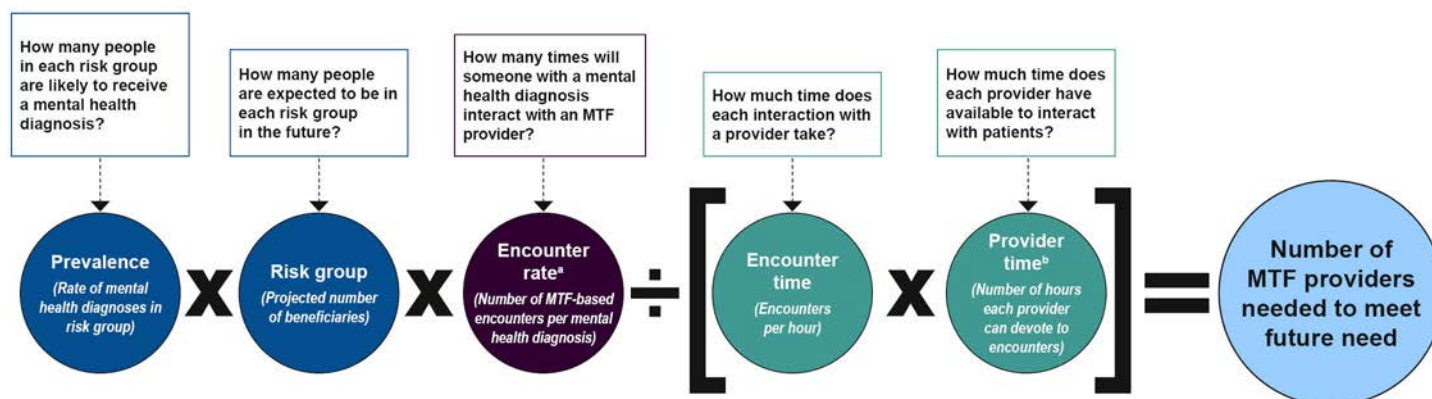 How many people
in each risk group
are likely to receive
a mental health
diagnosis?
How many people
are expected to be in
each risk group
in the future?
How many times will
someone with a mental
health diagnosis
interact with an MTF
provider?
How much time does
each interaction with
a provider take?
How much time does
each provider have
available to interact
with patients?
Prevalence
(Rate of mental
health diagnoses in
risk group)
x
Risk group
(Projected number
of beneficiaries)
x
Encounter
rateᵃ
(Number of MTF-based
encounters per mental
health diagnosis)
÷
[
Encounter
time
(Encounters
per hour)
x
Provider
timeᵇ
(Number of hours
each provider
can devote to
encounters)
]
=
Number of
MTF providers
needed to meet
future need